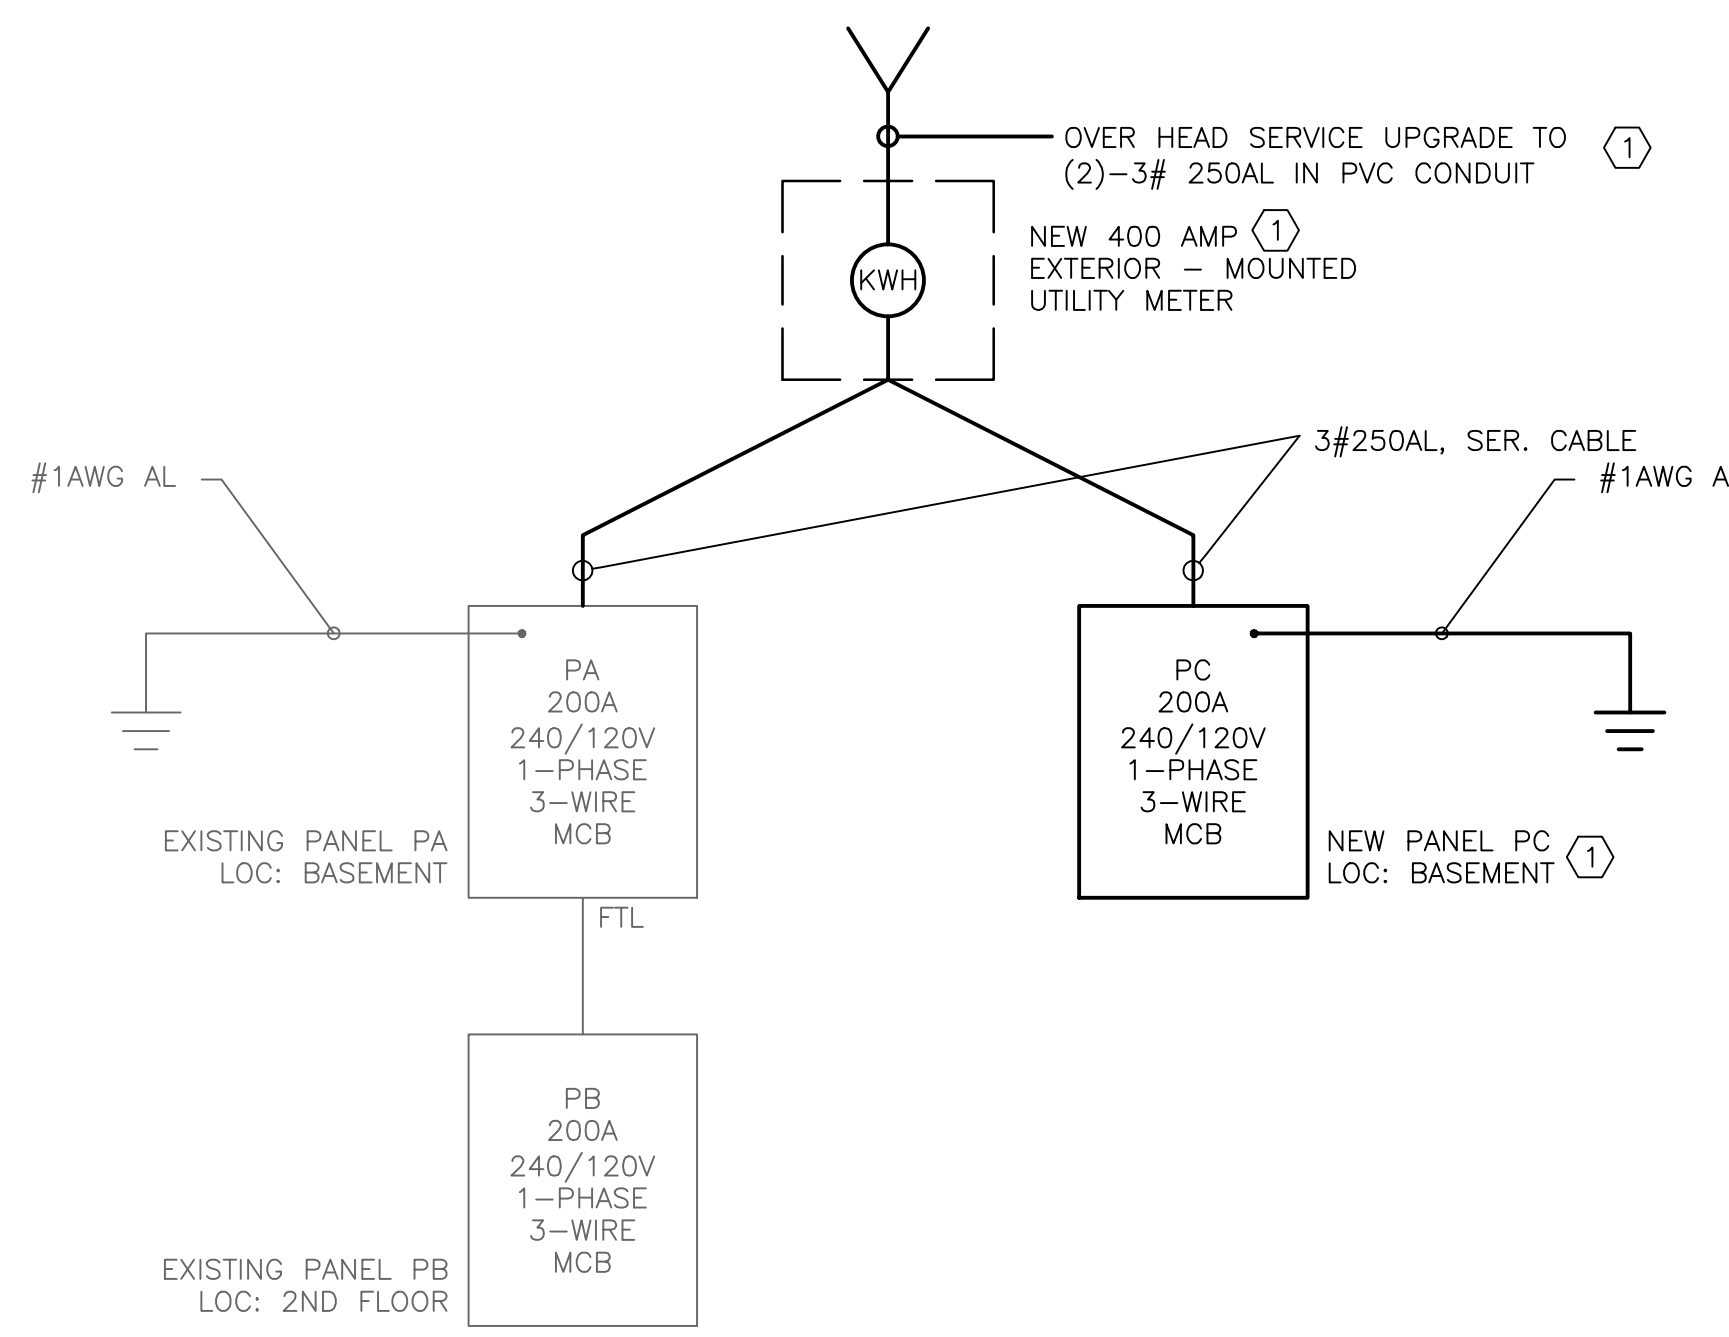 OVER HEAD SERVICE UPGRADE TO 1
(2)-3# 250AL IN PVC CONDUIT
NEW 400 AMP 1
EXTERIOR - MOUNTED
UTILITY METER
KWH
3#250AL, SER. CABLE
#1AWG AL
#1AWG A
PA
200A
240/120V
1-PHASE
3-WIRE
MCB
EXISTING PANEL PA
LOC: BASEMENT
PC
200A
240/120V
1-PHASE
3-WIRE
MCB
NEW PANEL PC
LOC: BASEMENT 1
FTL
PB
200A
240/120V
1-PHASE
3-WIRE
MCB
EXISTING PANEL PB
LOC: 2ND FLOOR